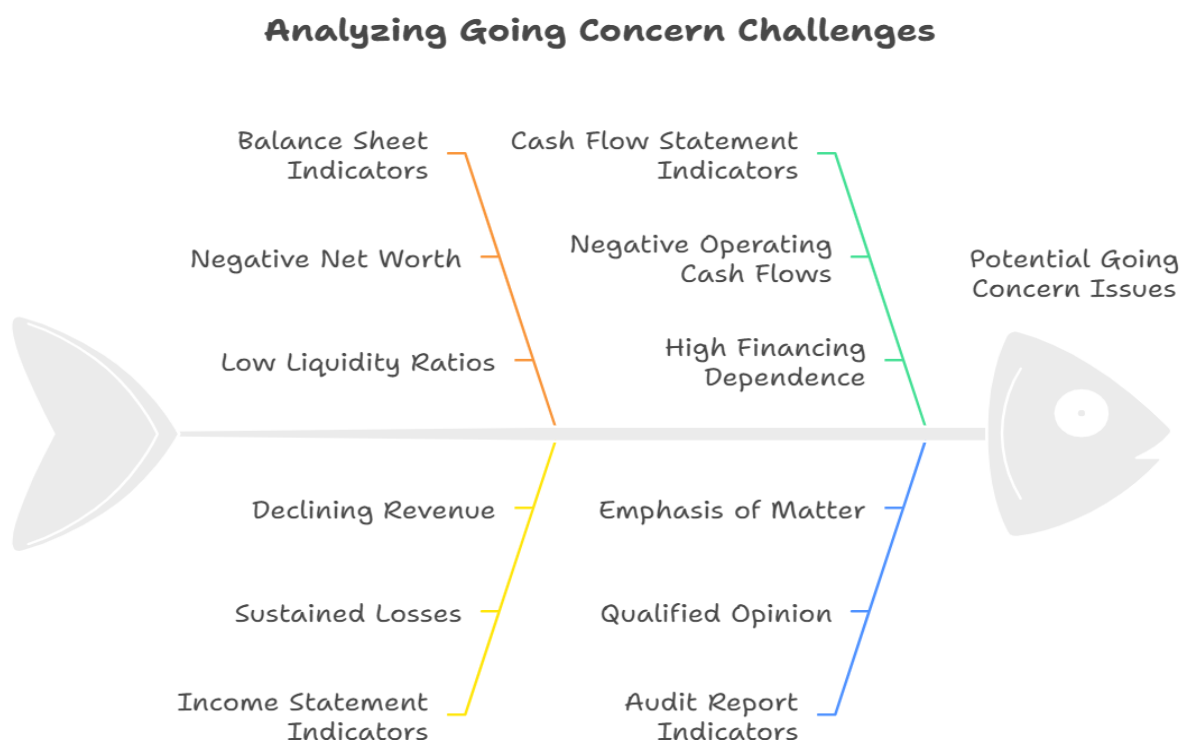 Analyzing Going Concern Challenges
Balance Sheet
Indicators
Negative Net Worth
Low Liquidity Ratios
Cash Flow Statement
Indicators
Negative Operating
Cash Flows
High Financing
Dependence
Potential Going
Concern Issues
Declining Revenue
Sustained Losses
Income Statement
Indicators
Emphasis of Matter
Qualified Opinion
Audit Report
Indicators